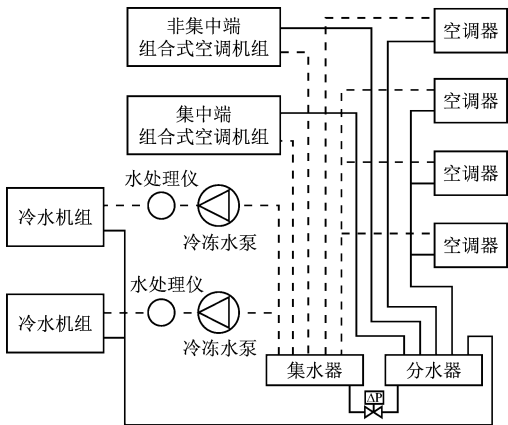 非集中端
组合式空调机组
空调器
空调器
集中端
组合式空调机组
空调器
水处理仪
冷水机组
冷冻水泵
空调器
水处理仪
冷水机组
冷冻水泵
集水器
分水器
ΔP